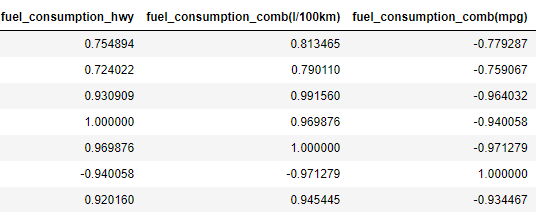 fuel_consumption_hwy fuel_consumption_comb(l/100km) fuel_consumption_comb(mpg)
0.754894 0.813465 -0.779287
0.724022 0.790110 -0.759067
0.930909 0.991560 -0.964032
1.000000 0.969876 -0.940058
0.969876 1.000000 -0.971279
-0.940058 -0.971279 1.000000
0.920160 0.945445 -0.934467